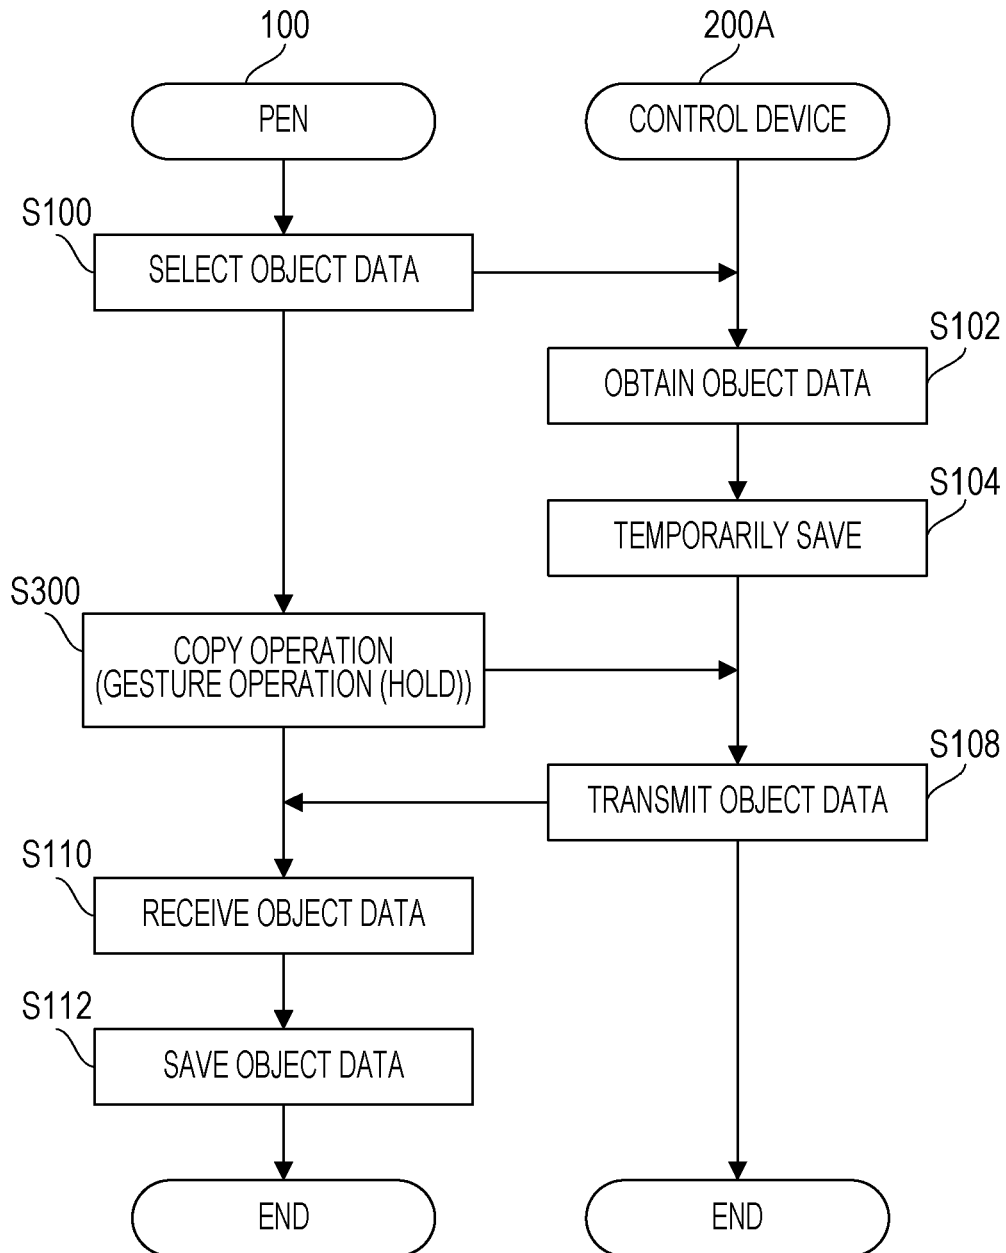 100
200A
PEN
CONTROL DEVICE
S100
SELECT OBJECT DATA
S102
OBTAIN OBJECT DATA
S104
TEMPORARILY SAVE
S300
COPY OPERATION
(GESTURE OPERATION (HOLD))
S108
TRANSMIT OBJECT DATA
S110
RECEIVE OBJECT DATA
S112
SAVE OBJECT DATA
END
END